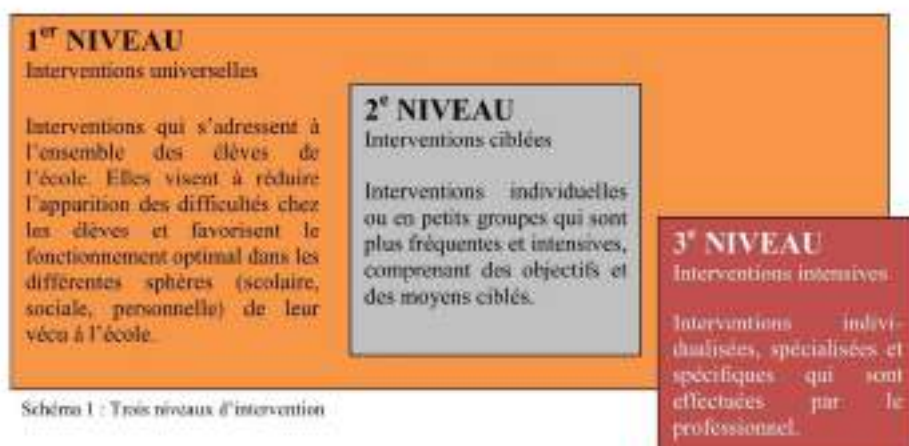 1er NIVEAU
Interventions universelles
Interventions qui s'adressent à
l'ensemble des élèves de
l'école. Elles visent à réduire
l'apparition des difficultés chez
les élèves et favorisent le
fonctionnement optimal dans les
différentes sphères (scolaire,
sociale, personnelle) de leur
vécu à l'école.
2e NIVEAU
Interventions ciblées
Interventions individuelles
ou en petits groupes qui sont
plus fréquentes et intensives,
comprenant des objectifs et
des moyens ciblés.
3e NIVEAU
Interventions intensives
Interventions indivi-
dualisées, spécialisées et
spécifiques qui sont
effectuées par le
professionnel.
Schéma 1 : Trois niveaux d'intervention